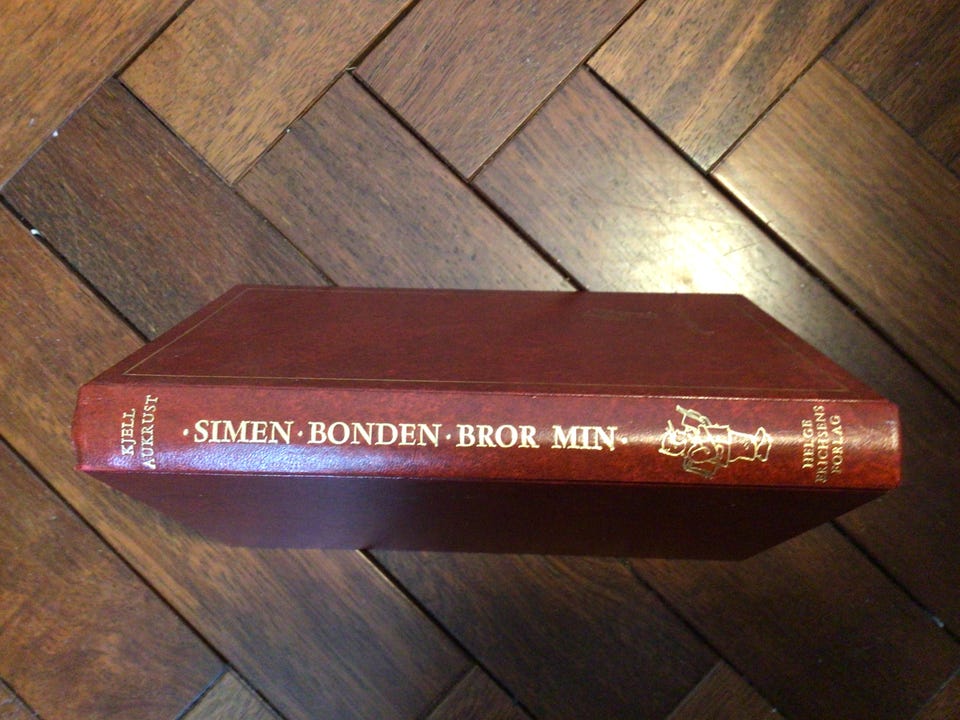 KJELL
AUKRUST
·SIMEN·BONDEN·BROR MIN·
HELGE
ERICHSENS
FORLAG